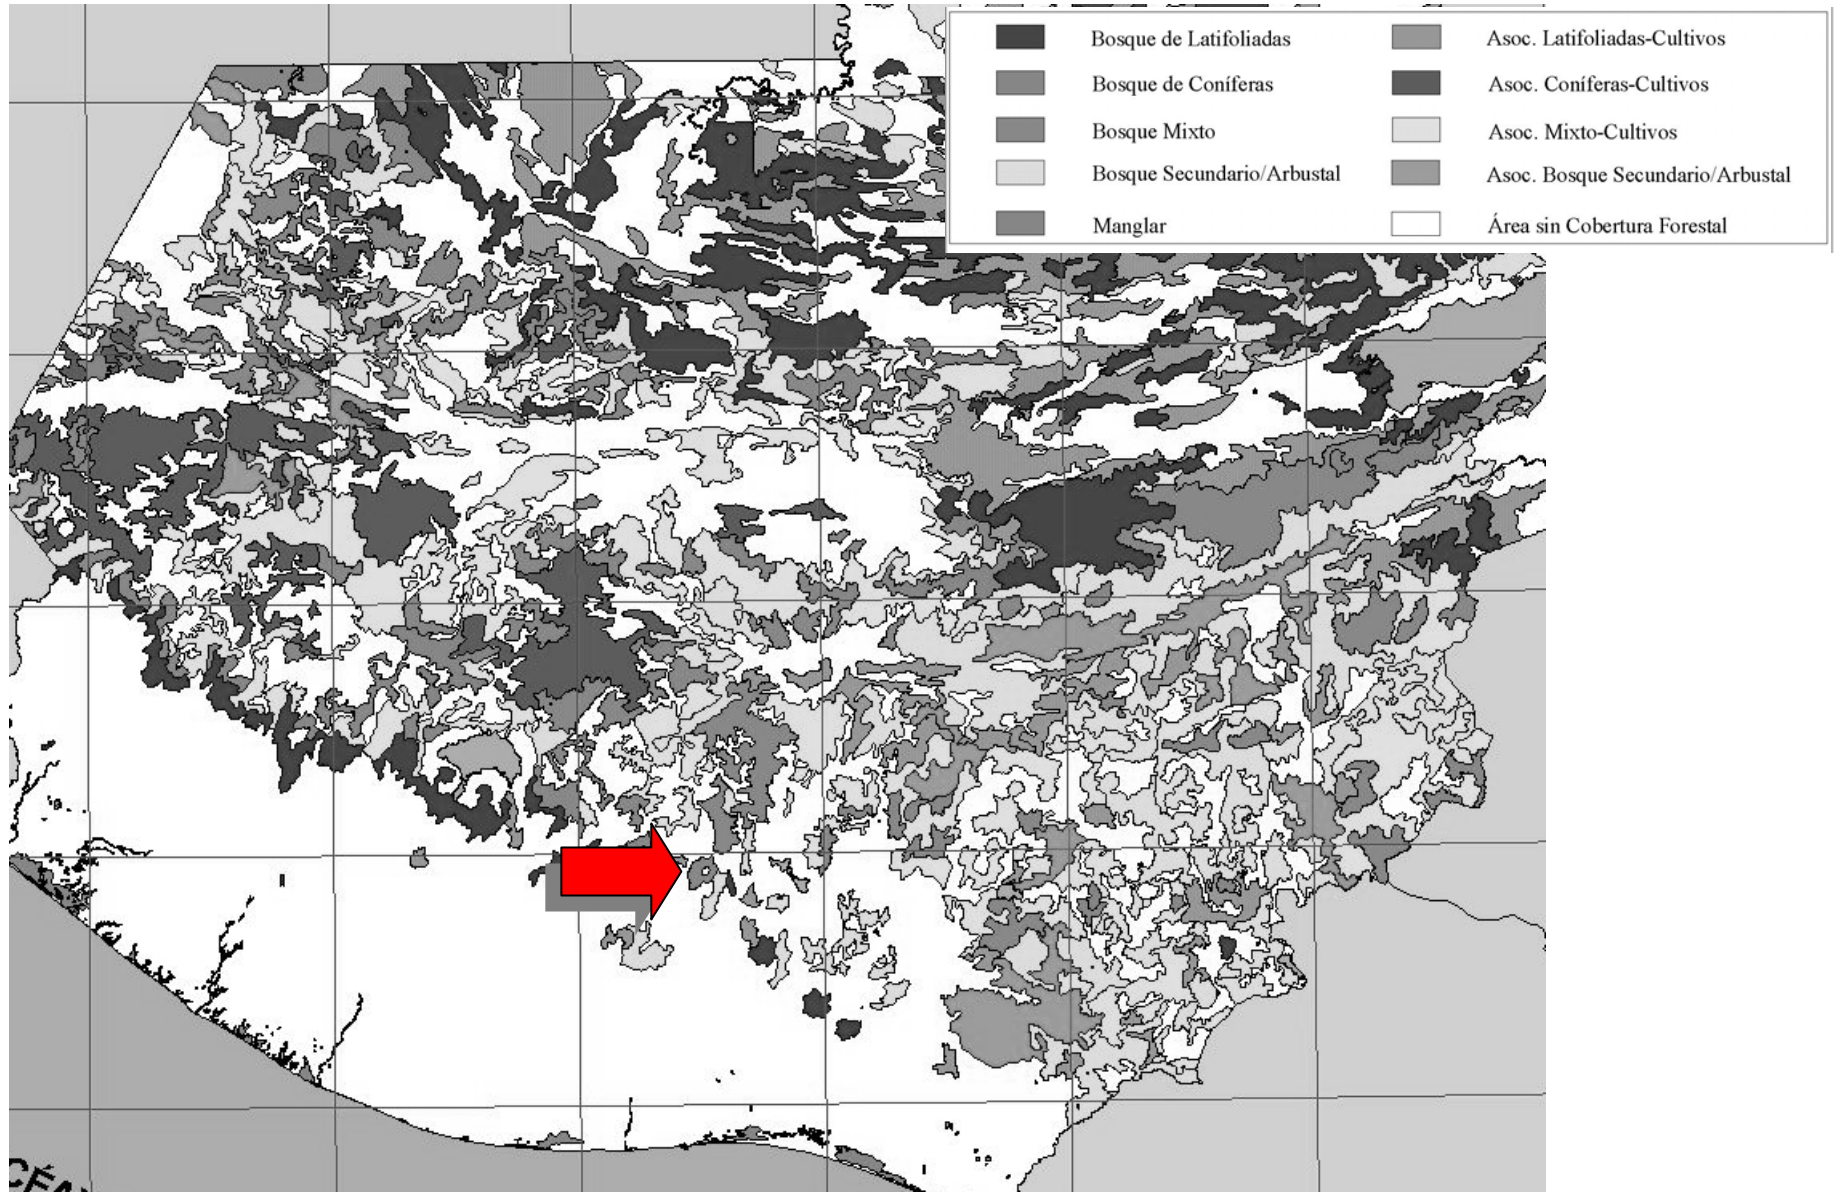 Bosque de Latifoliadas
Bosque de Coníferas
Bosque Mixto
Bosque Secundario/Arbustal
Manglar
Asoc. Latifoliadas-Cultivos
Asoc. Coníferas-Cultivos
Asoc. Mixto-Cultivos
Asoc. Bosque Secundario/Arbustal
Área sin Cobertura Forestal
CÉA